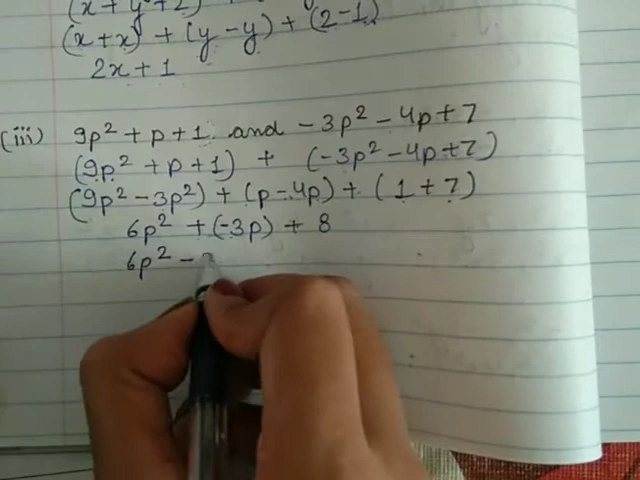 (x + y + 2)
(x + x) + (y - y) + (2 - 1)
2x + 1
(iii) 9p² + p + 1 and - 3p² - 4p + 7
(9p² + p + 1) + (-3p² - 4p + 7)
(9p² - 3p²) + (p - 4p) + (1 + 7)
6p² + (-3p) + 8
6p² -